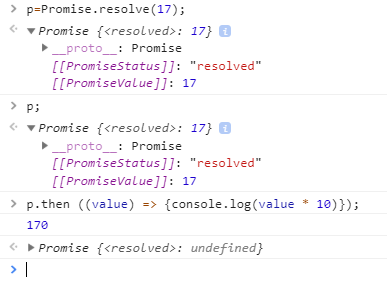 p=Promise.resolve(17);
Promise {<resolved>: 17} i
__proto__: Promise
[[PromiseStatus]]: "resolved"
[[PromiseValue]]: 17
p;
Promise {<resolved>: 17} i
__proto__: Promise
[[PromiseStatus]]: "resolved"
[[PromiseValue]]: 17
p.then ((value) => {console.log(value * 10)});
170
Promise {<resolved>: undefined}